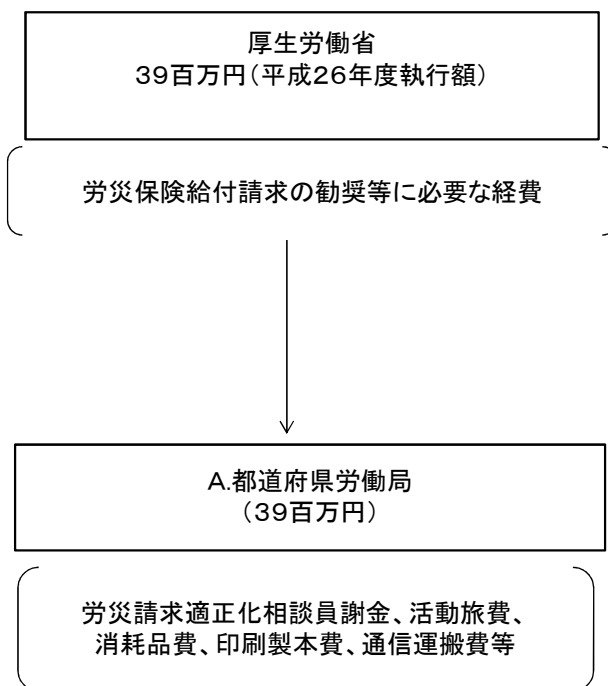 厚生労働省
39百万円(平成26年度執行額)
労災保険給付請求の勧奨等に必要な経費
A.都道府県労働局
(39百万円)
労災請求適正化相談員謝金、活動旅費、
消耗品費、印刷製本費、通信運搬費等